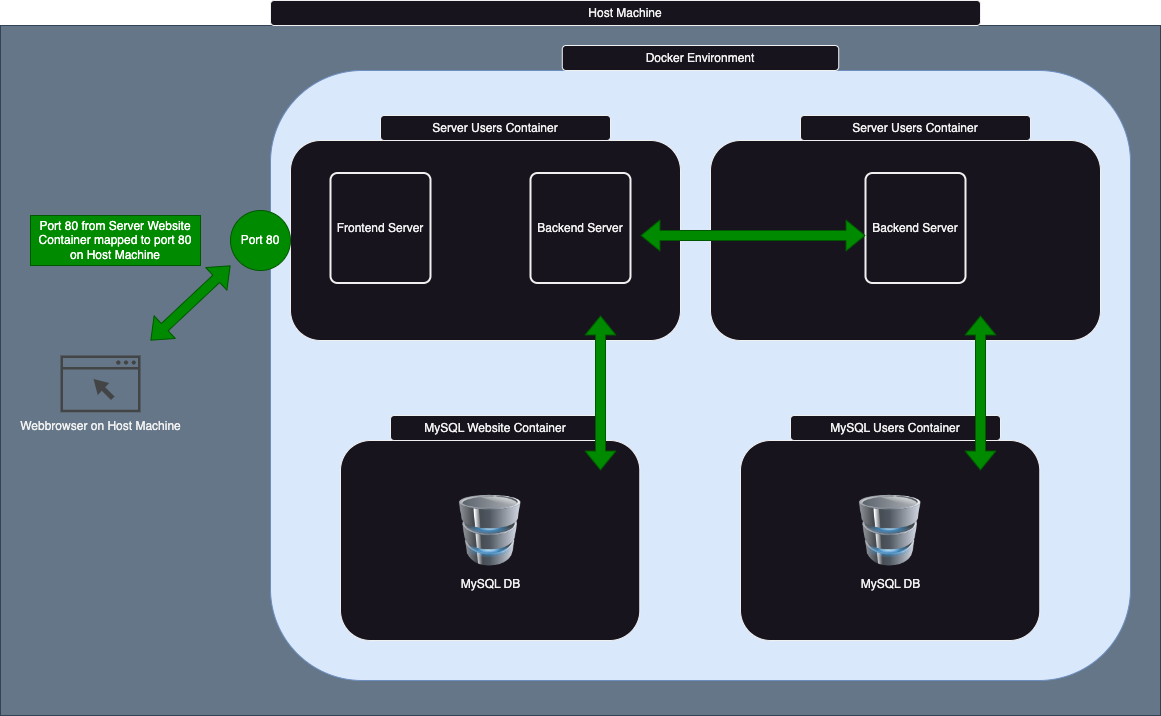 Host Machine
Docker Environment
Server Users Container
Server Users Container
Frontend Server
Backend Server
Backend Server
Port 80 from Server Website
Container mapped to port 80
on Host Machine
Port 80
Webbrowser on Host Machine
MySQL Website Container
MySQL Users Container
MySQL DB
MySQL DB